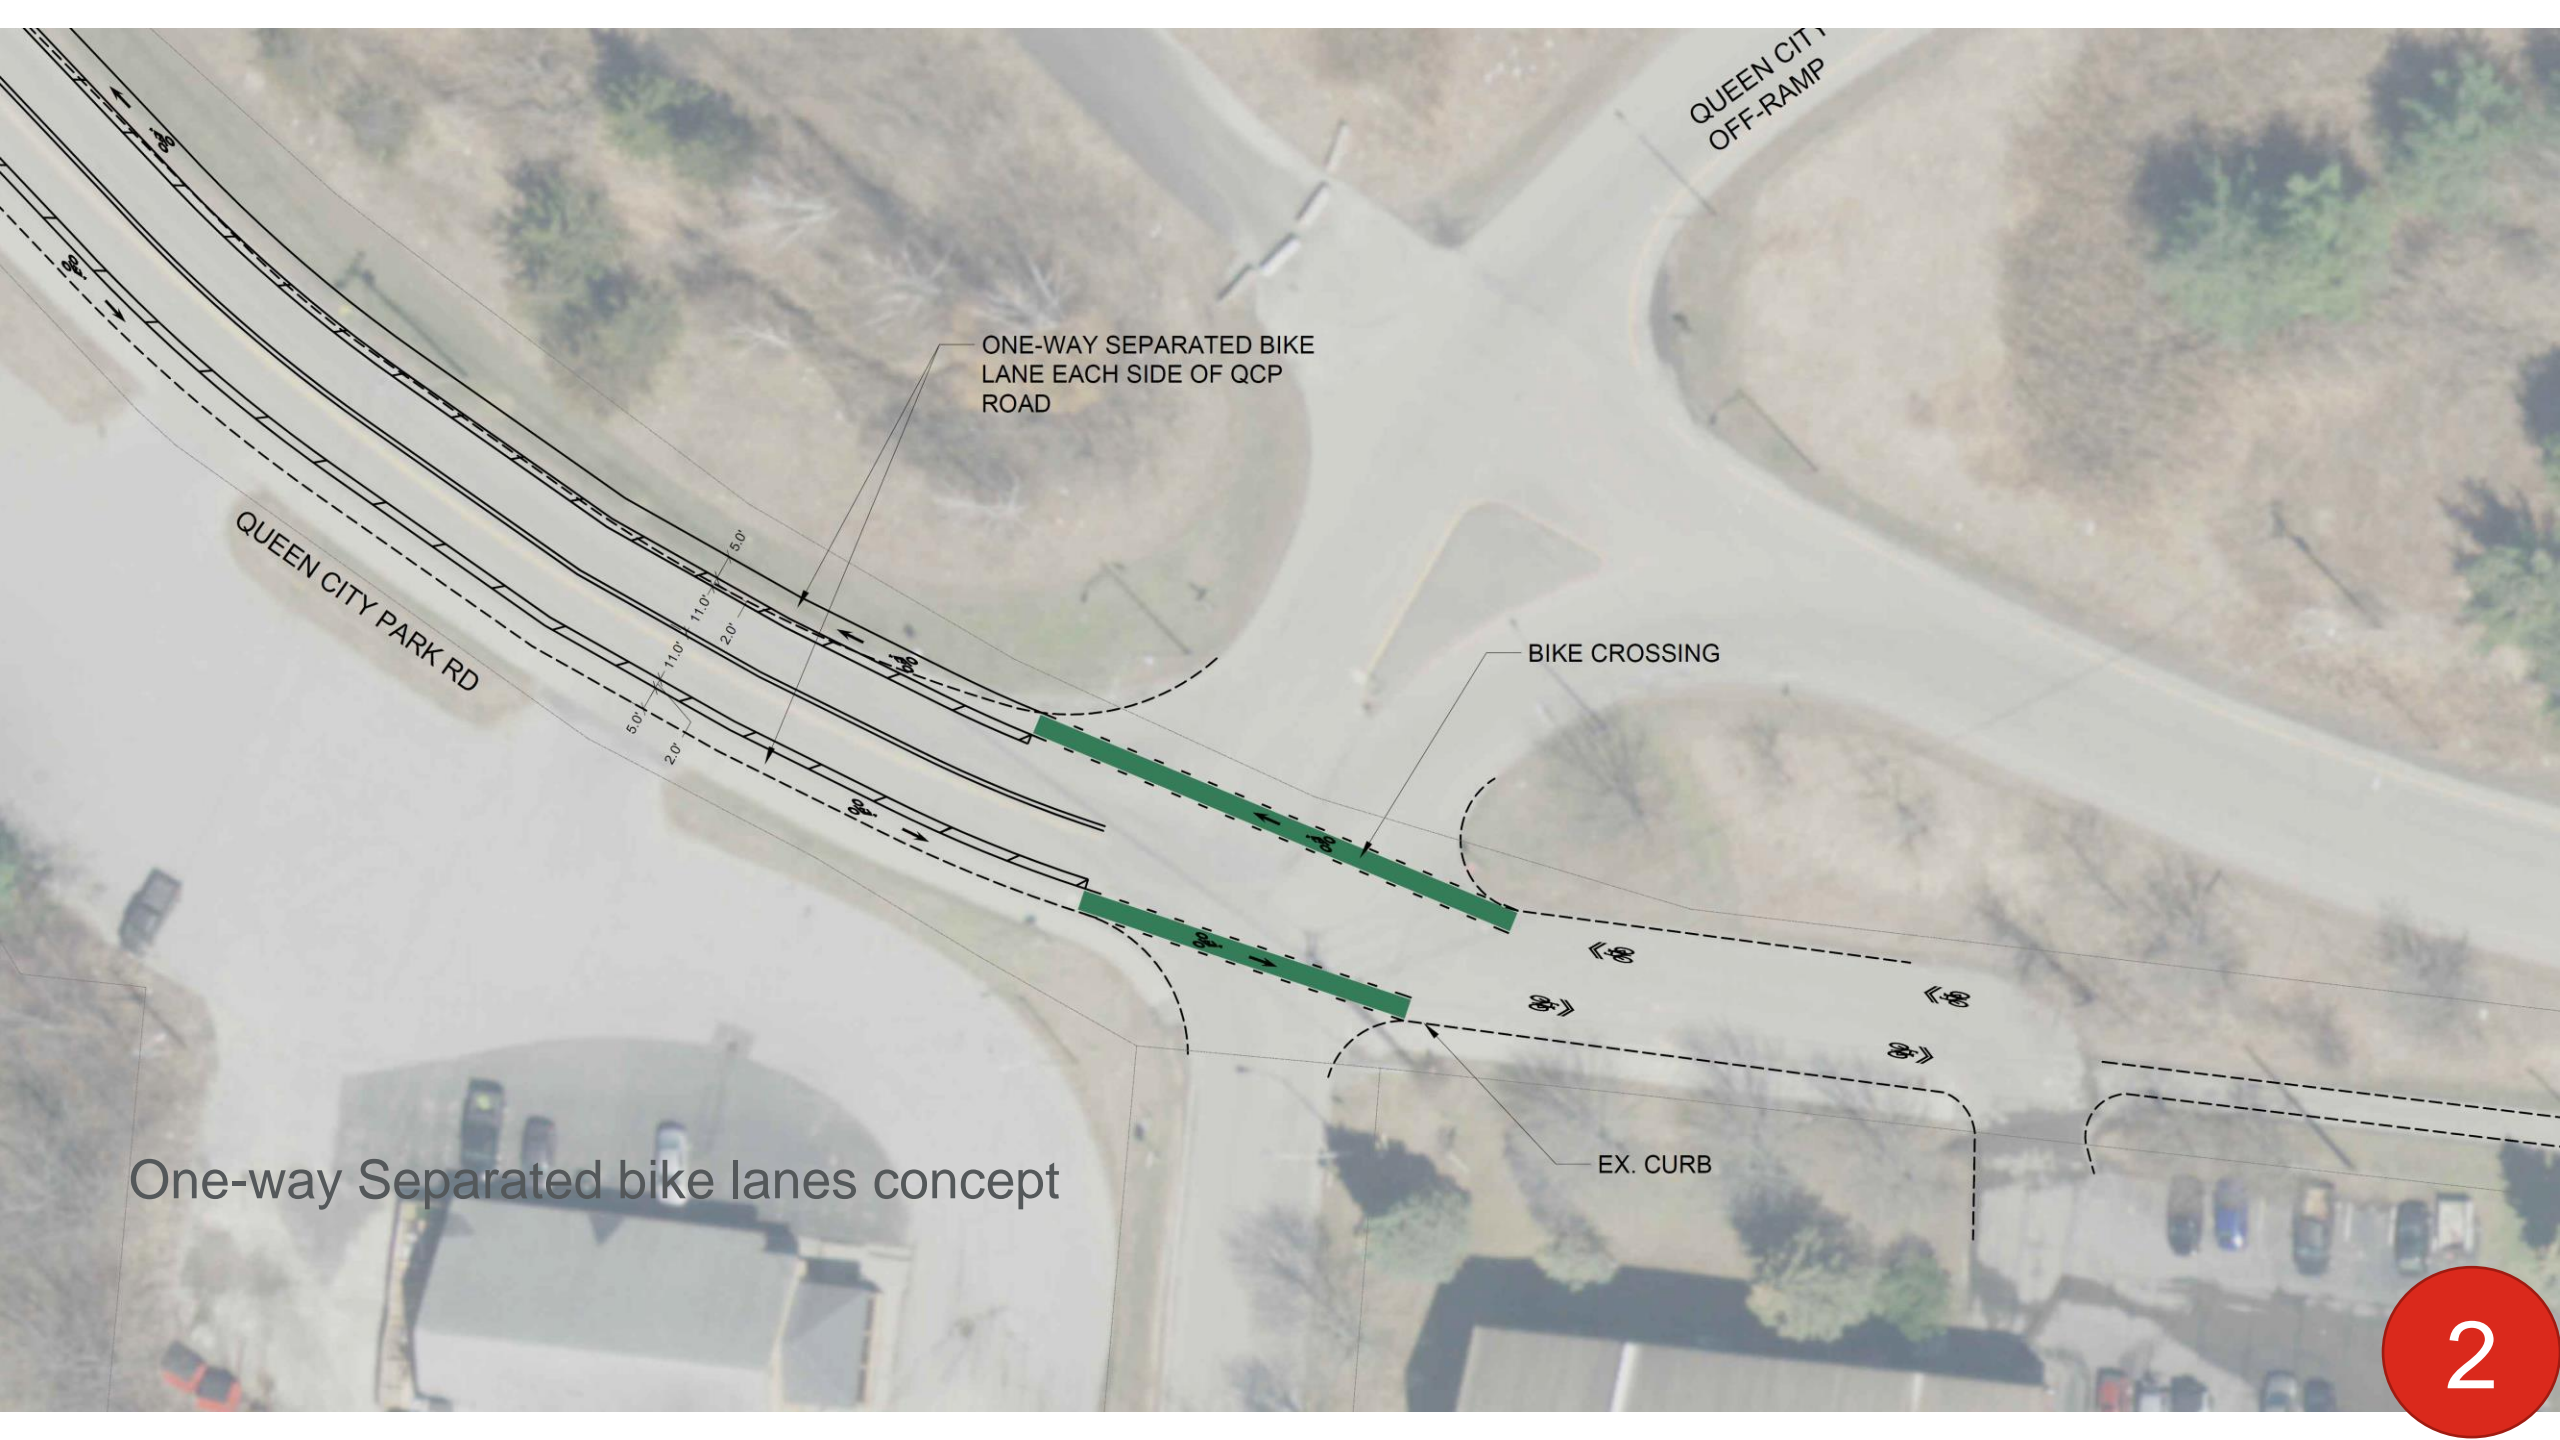 QUEEN CITY
OFF-RAMP
ONE-WAY SEPARATED BIKE
LANE EACH SIDE OF QCP
ROAD
QUEEN CITY PARK RD
5.0'
11.0'
2.0'
11.0'
5.0'
2.0'
BIKE CROSSING
EX. CURB
One-way Separated bike lanes concept
2